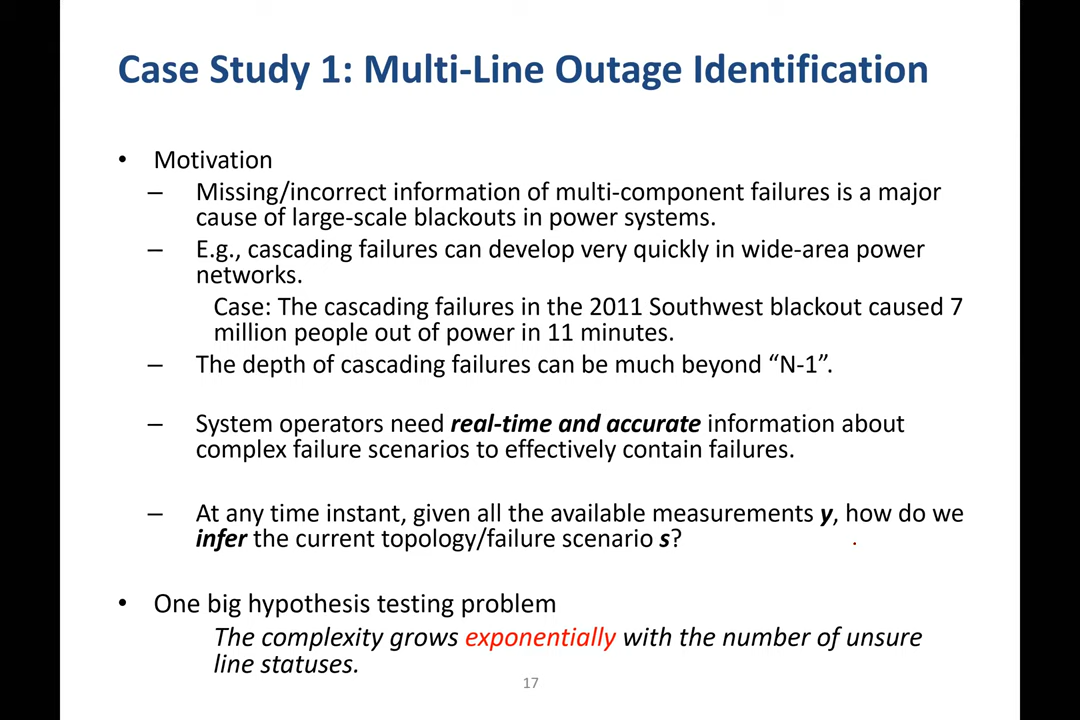 Case Study 1: Multi-Line Outage Identification
• Motivation
– Missing/incorrect information of multi-component failures is a major
cause of large-scale blackouts in power systems.
– E.g., cascading failures can develop very quickly in wide-area power
networks.
Case: The cascading failures in the 2011 Southwest blackout caused 7
million people out of power in 11 minutes.
– The depth of cascading failures can be much beyond “N-1”.
– System operators need real-time and accurate information about
complex failure scenarios to effectively contain failures.
– At any time instant, given all the available measurements y, how do we
infer the current topology/failure scenario s?
• One big hypothesis testing problem
The complexity grows exponentially with the number of unsure
line statuses.
17